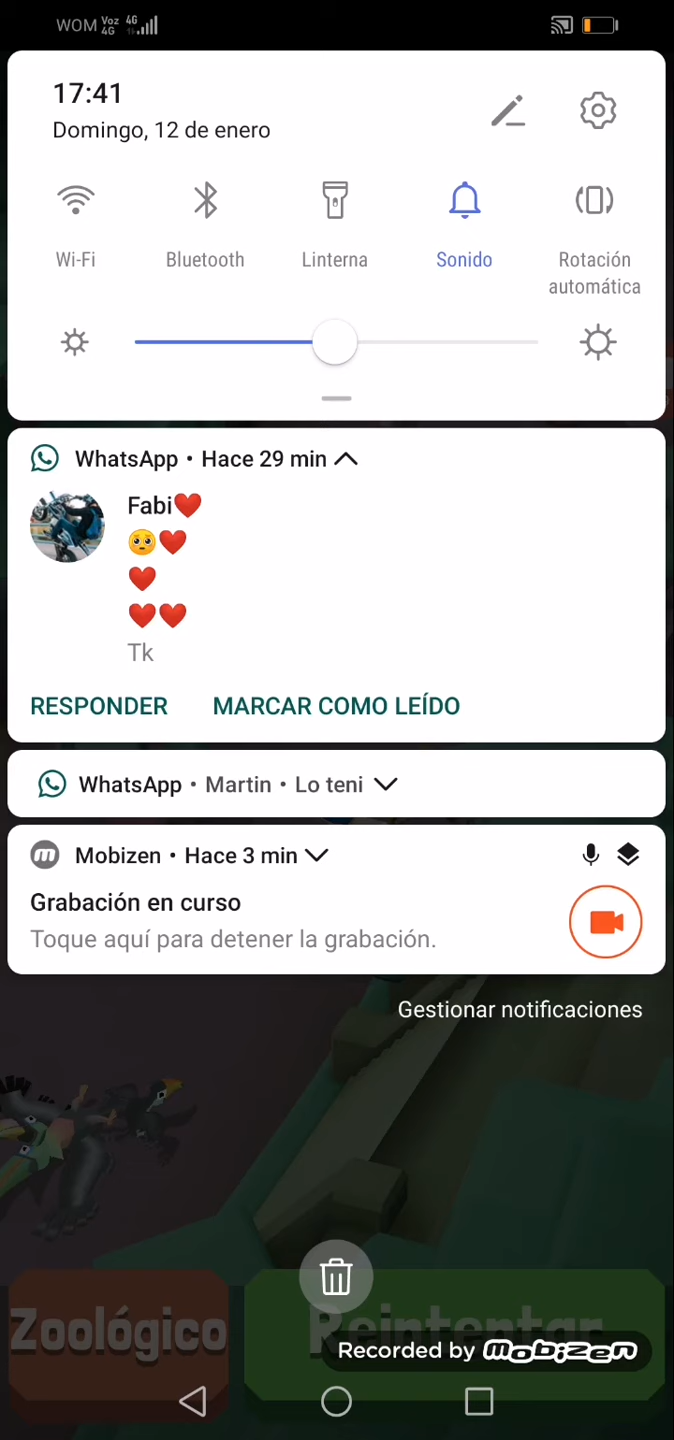 WOM Voz 4G 4G
17:41
Domingo, 12 de enero
Wi-Fi
Bluetooth
Linterna
Sonido
Rotación
automática
WhatsApp • Hace 29 min
Fabi❤️
🥺❤️
❤️
❤️❤️
Tk
RESPONDER MARCAR COMO LEÍDO
WhatsApp • Martin • Lo teni
m Mobizen • Hace 3 min
Grabación en curso
Toque aquí para detener la grabación.
Gestionar notificaciones
Zoológico
Reintentar
Recorded by mobizen